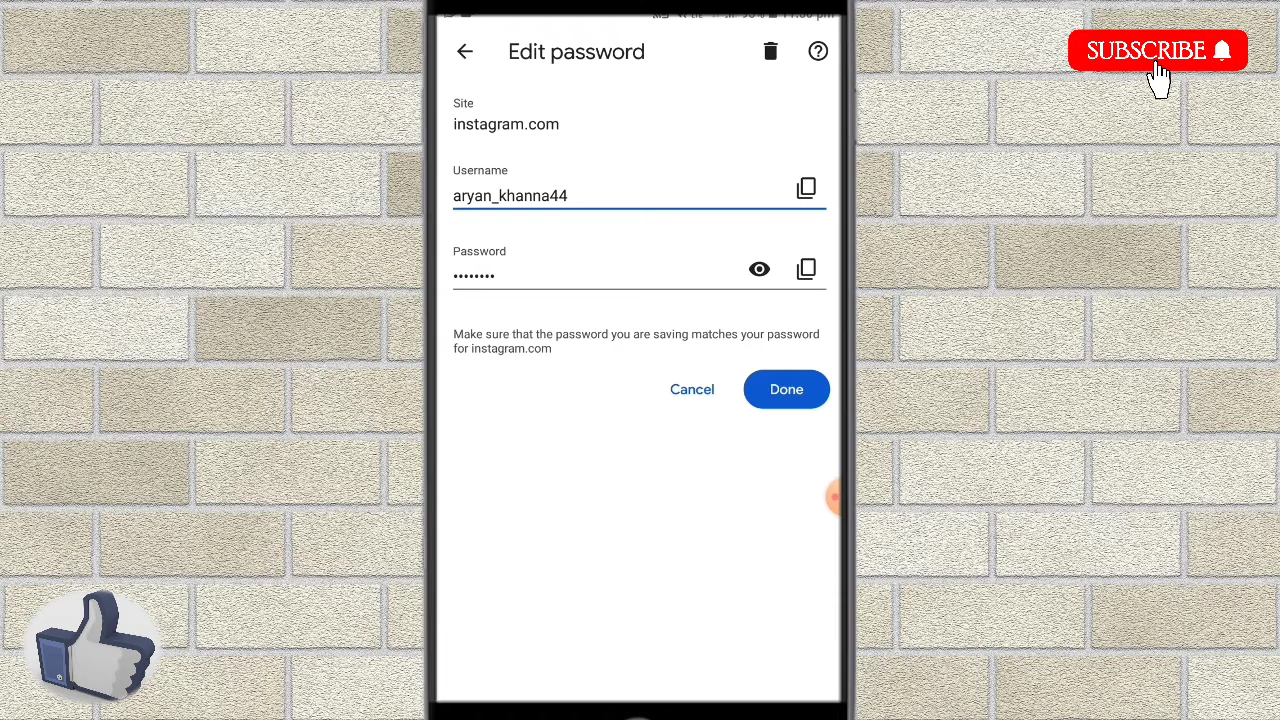 Edit password
SUBSCRIBE
Site
instagram.com
Username
aryan_khanna44
Password
••••••••
Make sure that the password you are saving matches your password
for instagram.com
Cancel
Done